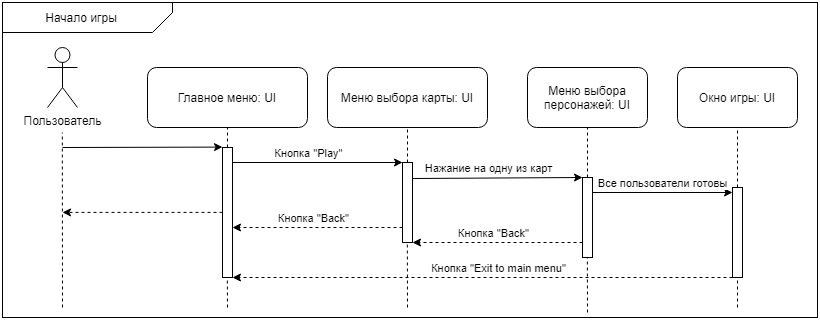 Начало игры
Пользователь
Главное меню: UI
Меню выбора карты: UI
Меню выбора
персонажей: UI
Окно игры: UI
Кнопка "Play"
Нажание на одну из карт
Все пользователи готовы
Кнопка "Back"
Кнопка "Back"
Кнопка "Exit to main menu"